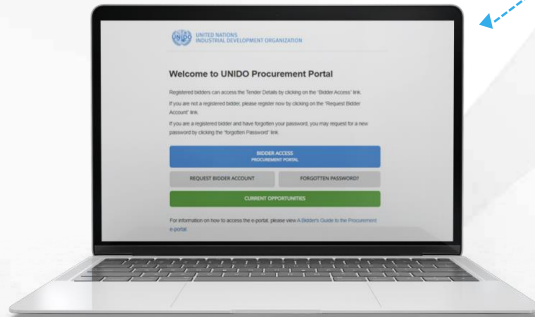 UNITED NATIONS
INDUSTRIAL DEVELOPMENT ORGANIZATION
Welcome to UNIDO Procurement Portal
Registered bidders can access the Tender Details by clicking on the "Bidder Access" link.
If you are not a registered bidder, please register now by clicking on the "Request Bidder
Account" link.
If you are a registered bidder and have forgotten your password, you may request for a new
password by clicking the "forgotten Password" link.
BIDDER ACCESS
PROCUREMENT PORTAL
REQUEST BIDDER ACCOUNT
FORGOTTEN PASSWORD?
CURRENT OPPORTUNITIES
For information on how to access the e-portal, please view A Bidder's Guide to the Procurement
e-portal